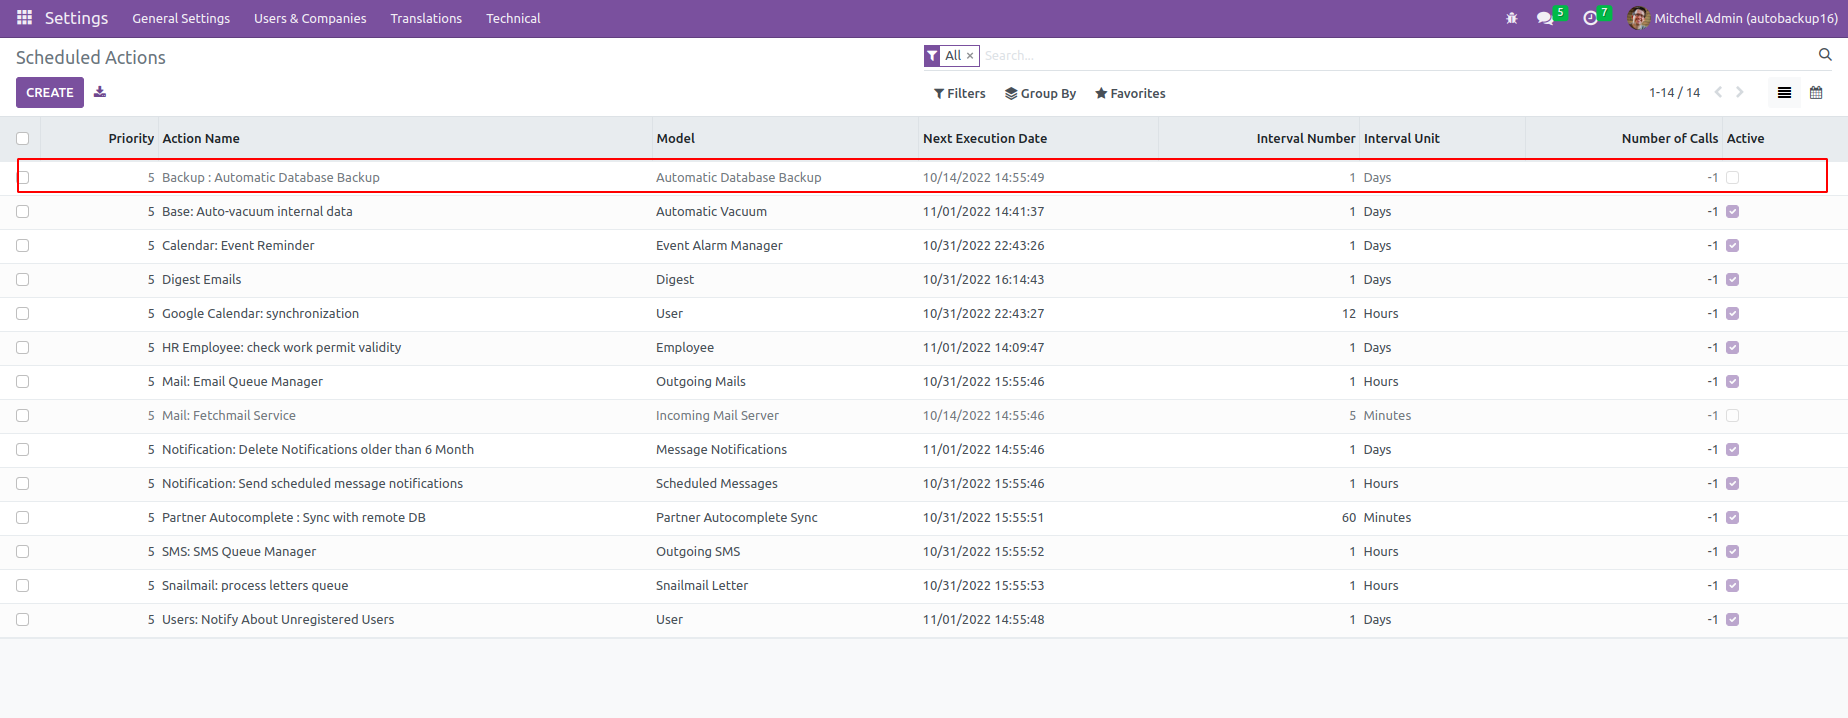 Settings General Settings Users & Companies Translations Technical 5 7 Mitchell Admin (autobackup16)
Scheduled Actions All × Search...
CREATE Filters Group By Favorites 1-14 / 14
Priority Action Name Model Next Execution Date Interval Number Interval Unit Number of Calls Active
5 Backup : Automatic Database Backup Automatic Database Backup 10/14/2022 14:55:49 1 Days -1
5 Base: Auto-vacuum internal data Automatic Vacuum 11/01/2022 14:41:37 1 Days -1
5 Calendar: Event Reminder Event Alarm Manager 10/31/2022 22:43:26 1 Days -1
5 Digest Emails Digest 10/31/2022 16:14:43 1 Days -1
5 Google Calendar: synchronization User 10/31/2022 22:43:27 12 Hours -1
5 HR Employee: check work permit validity Employee 11/01/2022 14:09:47 1 Days -1
5 Mail: Email Queue Manager Outgoing Mails 10/31/2022 15:55:46 1 Hours -1
5 Mail: Fetchmail Service Incoming Mail Server 10/14/2022 14:55:46 5 Minutes -1
5 Notification: Delete Notifications older than 6 Month Message Notifications 11/01/2022 14:55:46 1 Days -1
5 Notification: Send scheduled message notifications Scheduled Messages 10/31/2022 15:55:46 1 Hours -1
5 Partner Autocomplete : Sync with remote DB Partner Autocomplete Sync 10/31/2022 15:55:51 60 Minutes -1
5 SMS: SMS Queue Manager Outgoing SMS 10/31/2022 15:55:52 1 Hours -1
5 Snailmail: process letters queue Snailmail Letter 10/31/2022 15:55:53 1 Hours -1
5 Users: Notify About Unregistered Users User 11/01/2022 14:55:48 1 Days -1